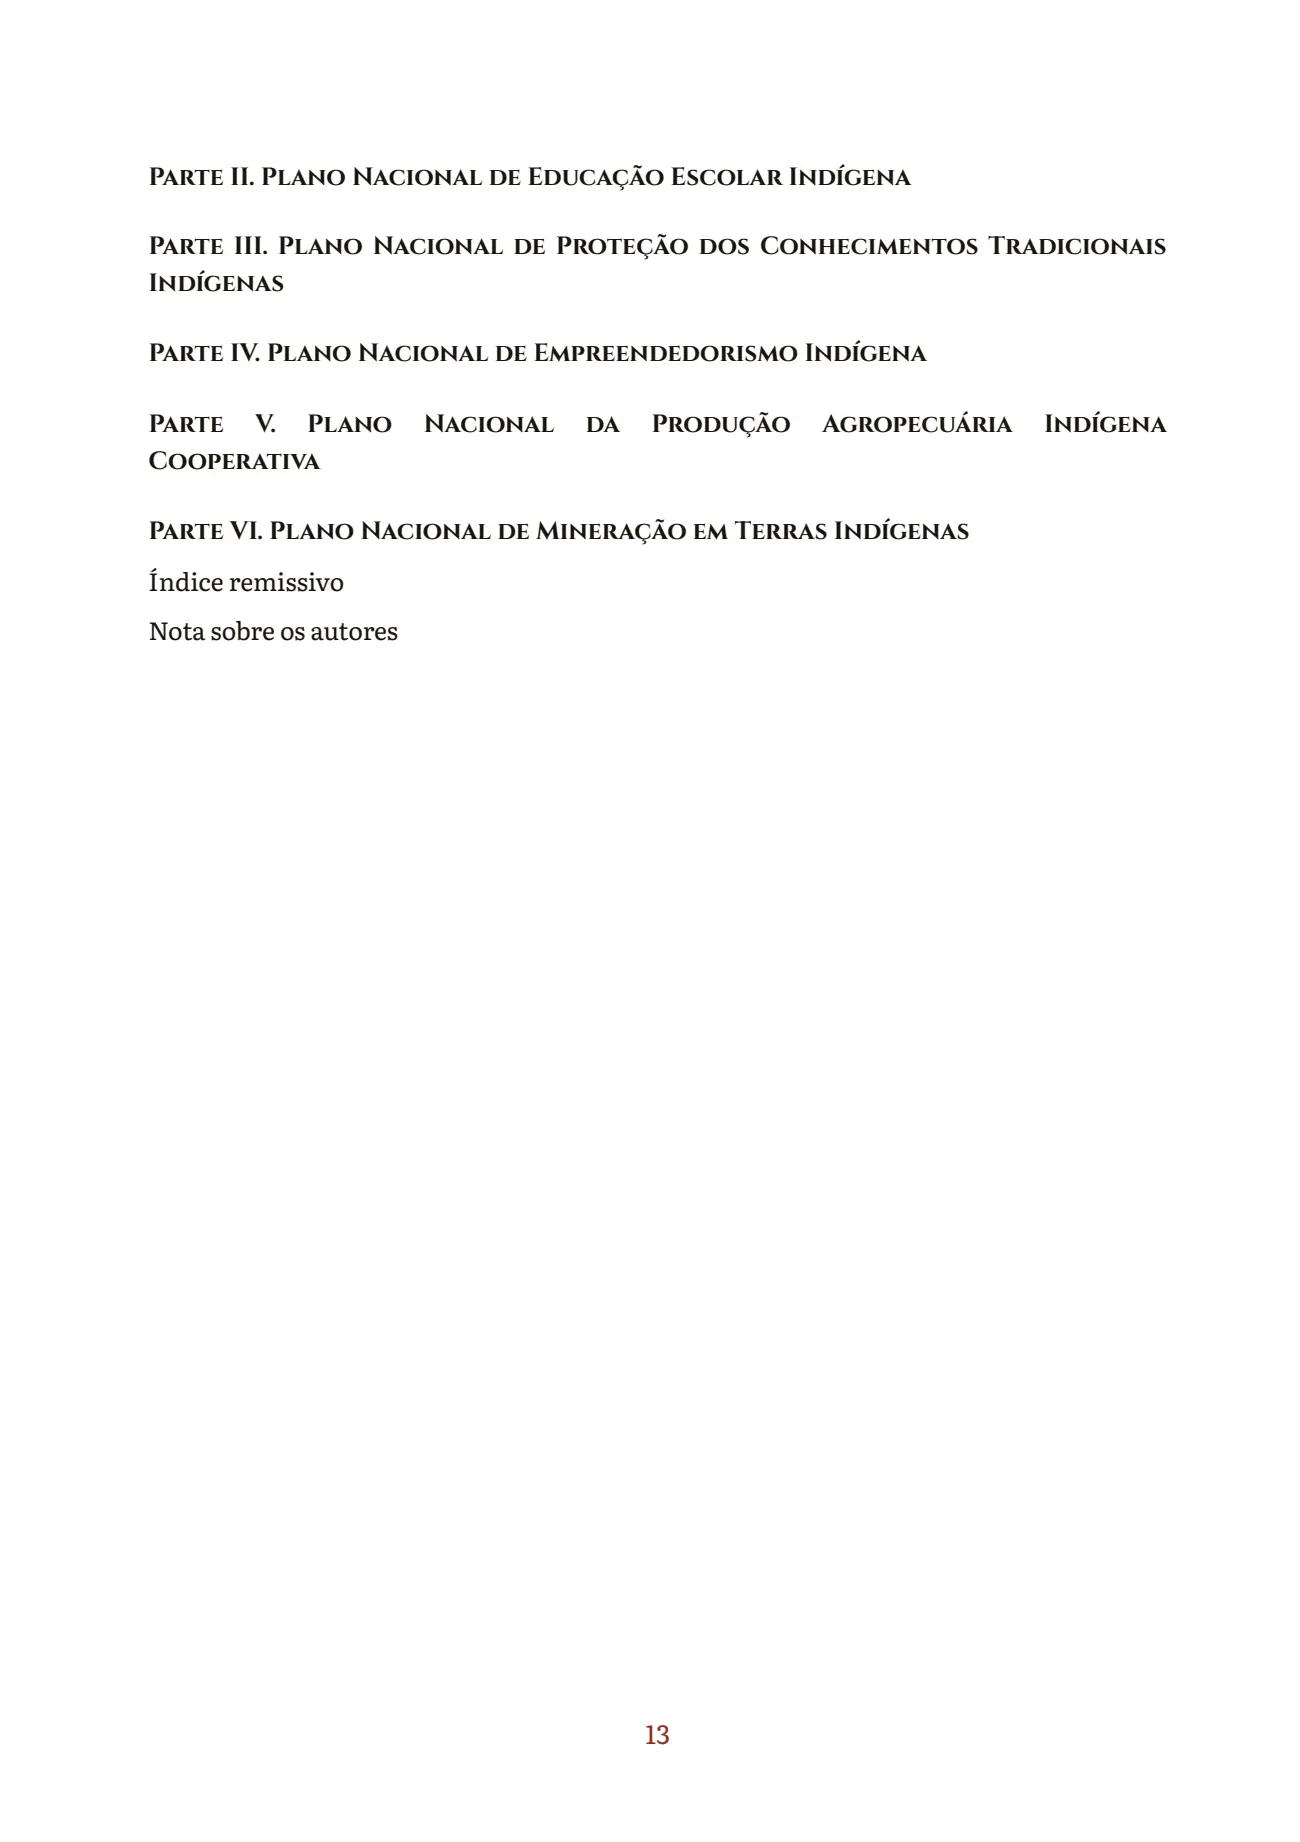 Parte II. Plano Nacional de Educação Escolar Indígena
Parte III. Plano Nacional de Proteção dos Conhecimentos Tradicionais
Indígenas
Parte IV. Plano Nacional de Empreendedorismo Indígena
Parte V. Plano Nacional da Produção Agropecuária Indígena
Cooperativa
Parte VI. Plano Nacional de Mineração em Terras Indígenas
Índice remissivo
Nota sobre os autores
13